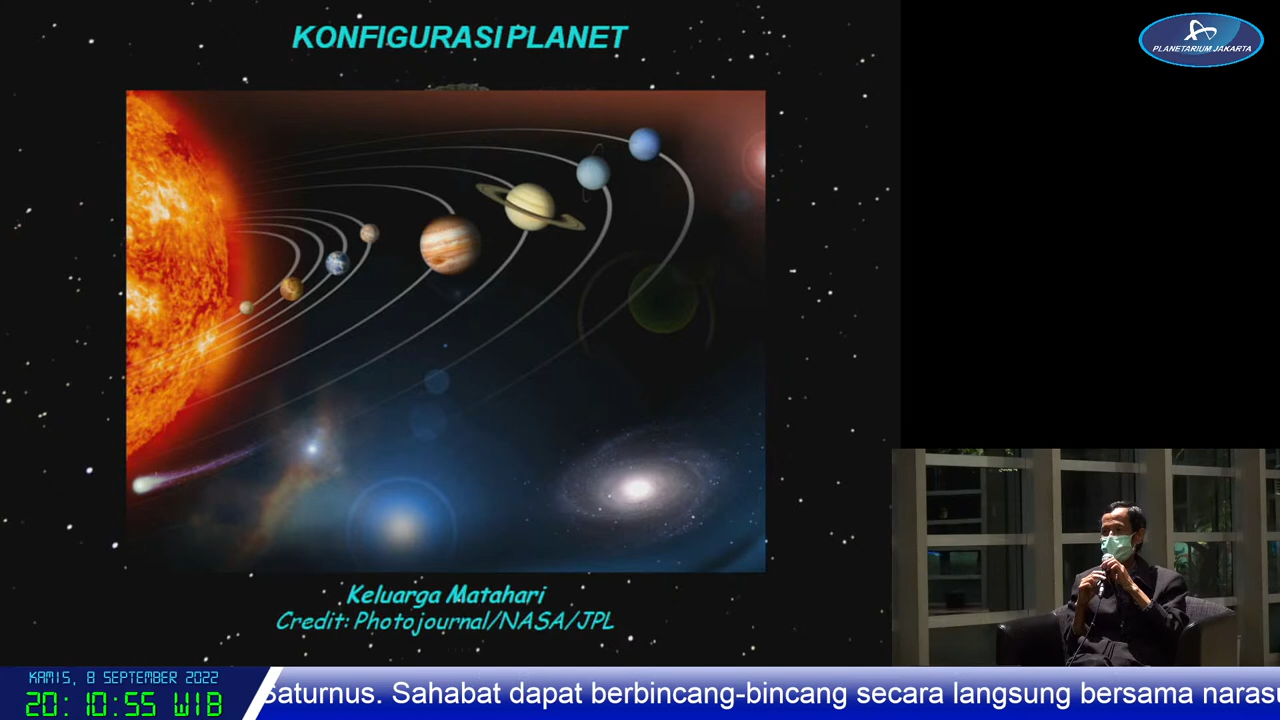 KONFIGURASI PLANET
PLANETARIUM JAKARTA
Keluarga Matahari
Credit: Photojournal/NASA/JPL
KAMIS, 8 SEPTEMBER 2022
20:10:55 WIB
Saturnus. Sahabat dapat berbincang-bincang secara langsung bersama narasu